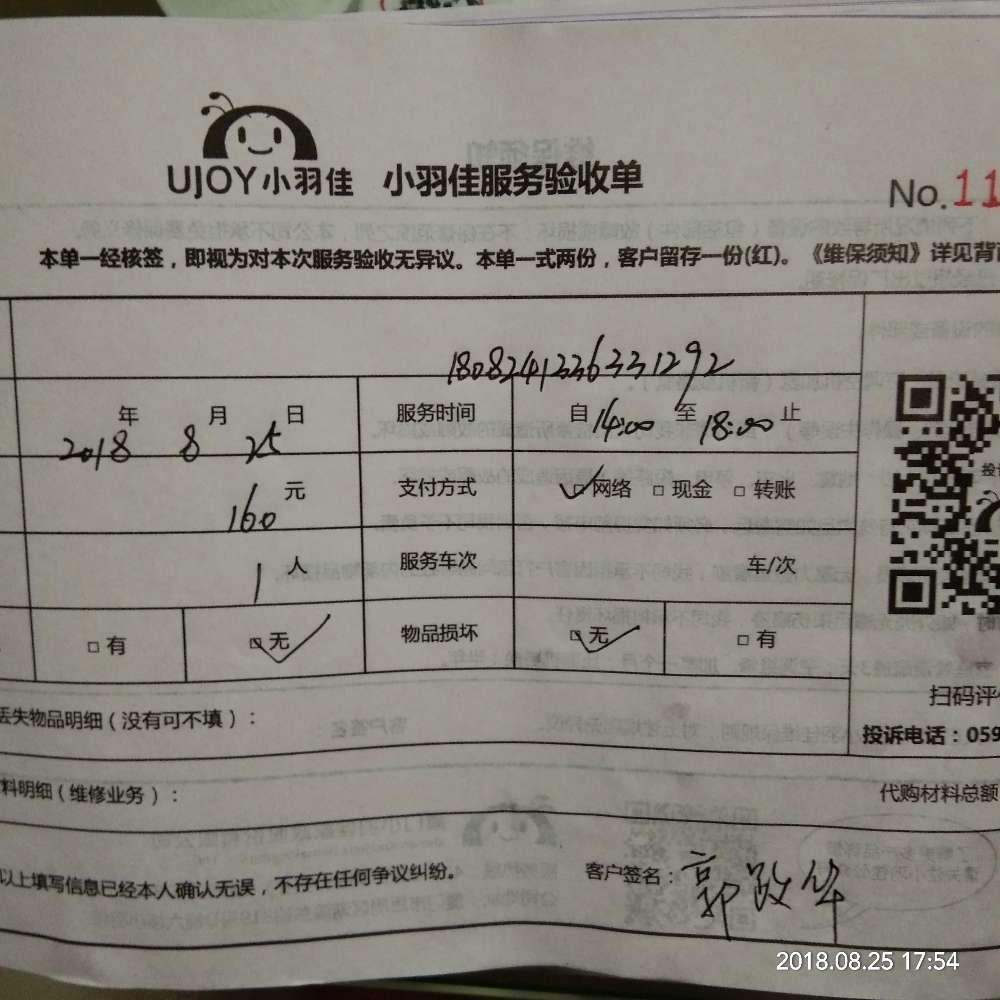 UJOY小羽佳 小羽佳服务验收单
No.11
本单一经核签，即视为对本次服务验收无异议。本单一式两份，客户留存一份(红)。《维保须知》详见背
1808241336331292
年 月 日 服务时间 自 至 止
2018 8 25 14:00 18:00
元 支付方式 网络 □ 现金 □ 转账
160
1 人 服务车次 车/次
□ 有 □ 无 物品损坏 □ 无 □ 有
扫码评
丢失物品明细（没有可不填）：
投诉电话：059
料明细（维修业务）：
代购材料总额
以上填写信息已经本人确认无误，不存在任何争议纠纷。 客户签名：
2018.08.25 17:54